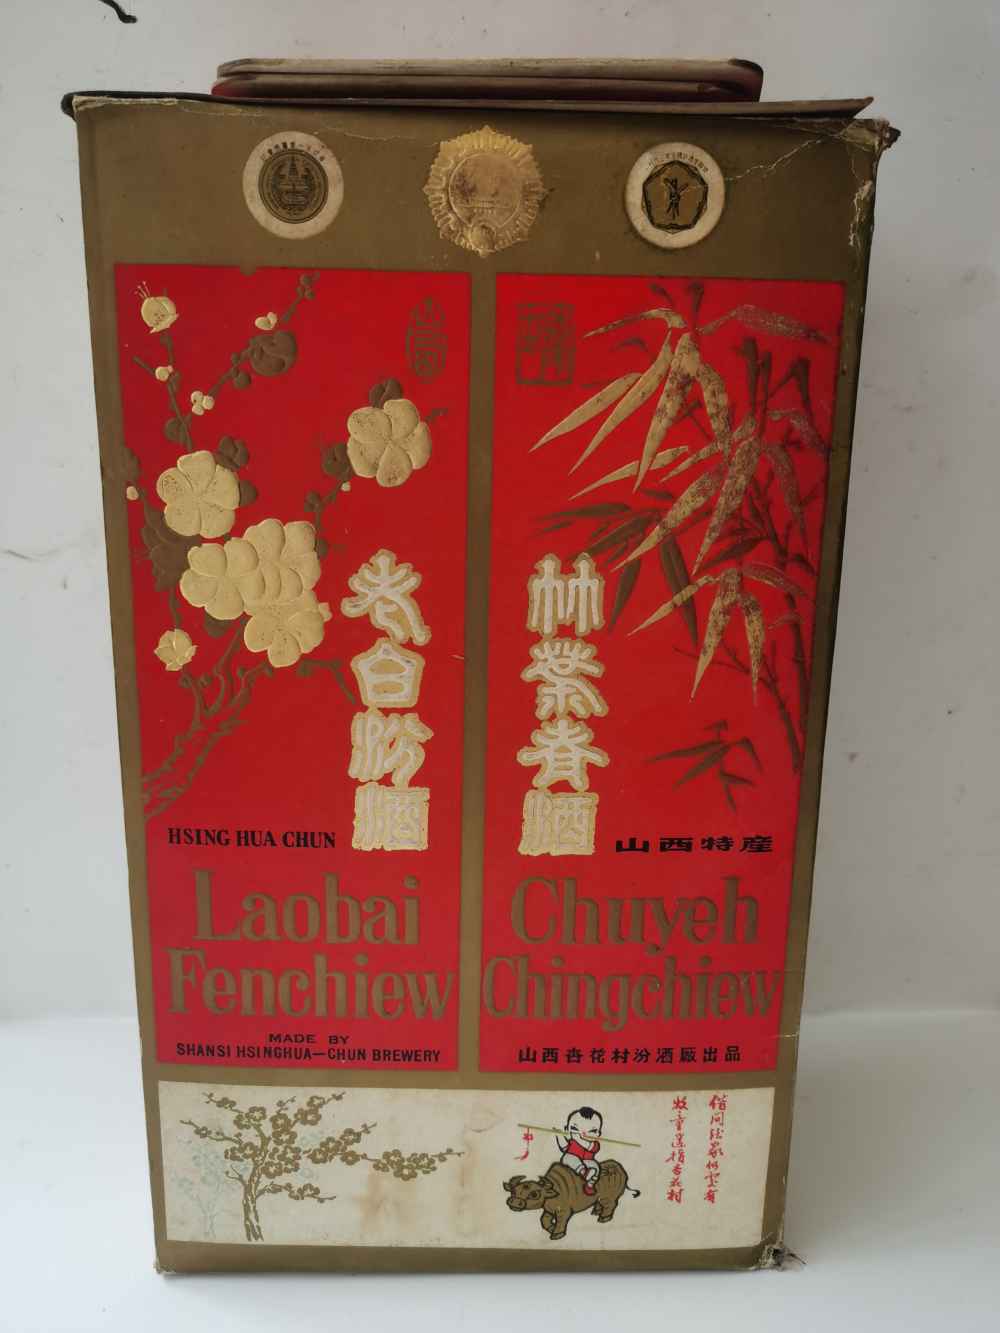 老白汾酒
HSING HUA CHUN
Laobai
Fenchiew
MADE BY
SHANSI HSINGHUA—CHUN BREWERY
竹葉青酒
山西特産
Chuyeh
Chingchiew
山西杏花村汾酒厰出品
借问酒家何处有
牧童遥指杏花村